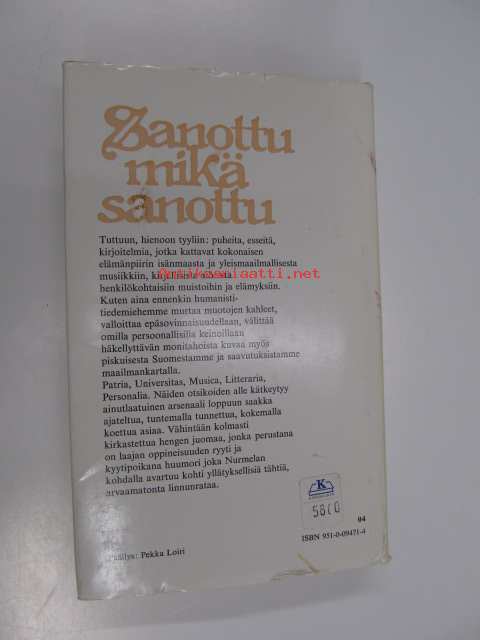 Sanottu
mikä
sanottu
Tuttuun, hienoon tyyliin: puheita, esseitä,
kirjoitelmia, jotka kattavat kokonaisen
elämänpiirin isänmaasta ja yleismaailmallisesta
musiikkiin, kirjallisesta
henkilökohtaisiin muistoihin ja elämyksiin.
Antikvariaatti.net
Kuten aina ennenkin humanisti-
tiedemiehemme murtaa muotojen kahleet,
valloittaa epäsovinnaisuudellaan, välittää
omilla persoonallisilla keinoillaan
häkellyttävän monitahoista kuvaa myös
piskuisesta Suomestamme ja saavutuksistamme
maailmankartalla.
Patria, Universitas, Musica, Litteraria,
Personalia. Näiden otsikoiden alle kätkeytyy
ainutlaatuinen arsenaali loppuun saakka
ajateltua, tuntemalla tunnettua, kokemalla
koettua asiaa. Vähintään kolmasti
kirkastettua hengen juomaa, jonka perustana
on laajan oppineisuuden ryyti ja
kyytipoikana huumori joka Nurmelan
kohdalla avartuu kohti yllätyksellisiä tähtiä,
arvaamatonta linnunrataa.
K
5800
04
ISBN 951-0-09471-4
Päällys: Pekka Loiri